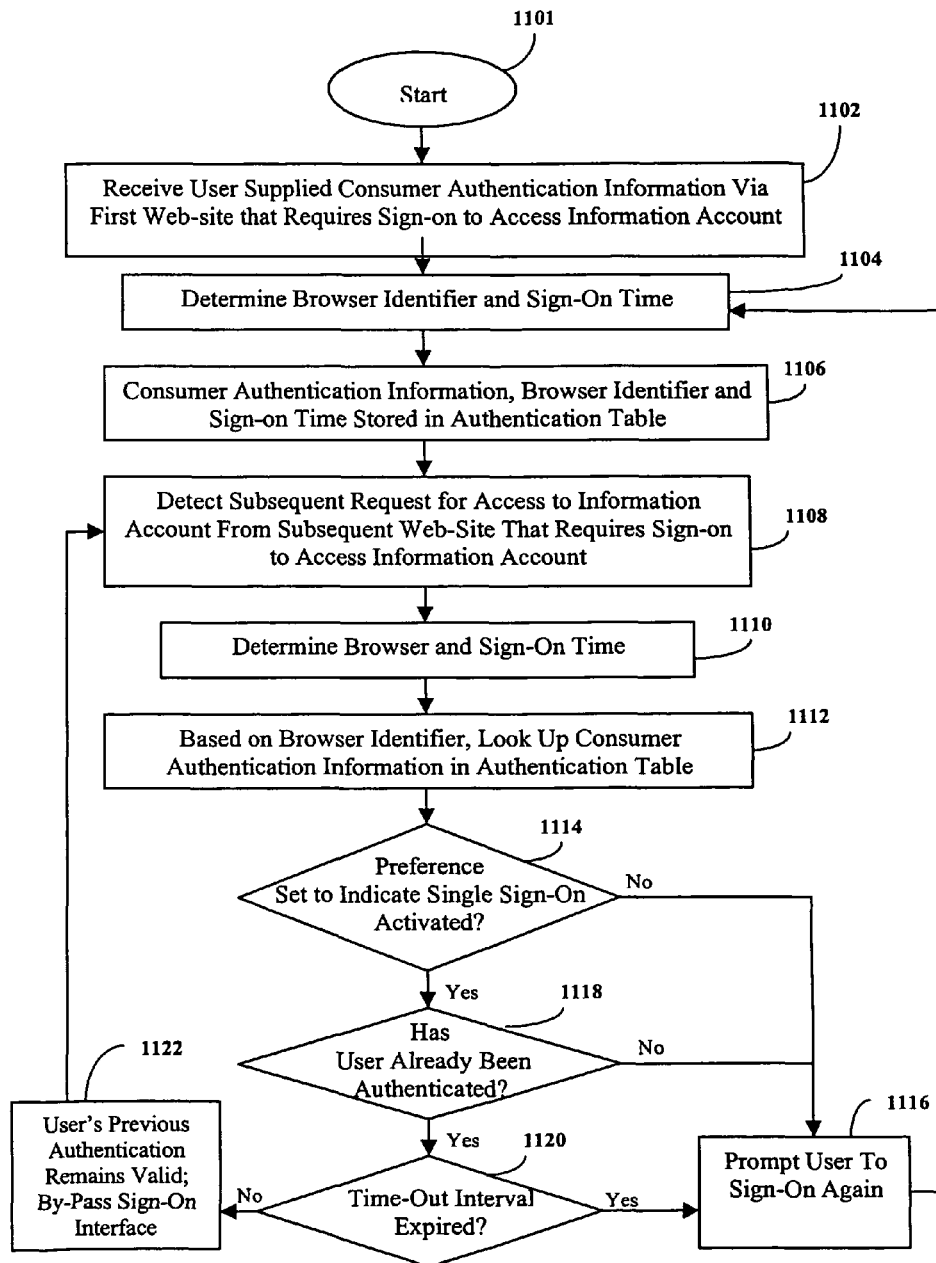 1101
Start
1102
Receive User Supplied Consumer Authentication Information Via
First Web-site that Requires Sign-on to Access Information Account
1104
Determine Browser Identifier and Sign-On Time
1106
Consumer Authentication Information, Browser Identifier and
Sign-on Time Stored in Authentication Table
Detect Subsequent Request for Access to Information
Account From Subsequent Web-Site That Requires Sign-on
to Access Information Account
1108
1110
Determine Browser and Sign-On Time
1112
Based on Browser Identifier, Look Up Consumer
Authentication Information in Authentication Table
1114
Preference
Set to Indicate Single Sign-On
Activated?
No
Yes
1118
Has
User Already Been
Authenticated?
No
Yes
1122
User's Previous
Authentication
Remains Valid;
By-Pass Sign-On
Interface
1120
Time-Out Interval
Expired?
No
Yes
1116
Prompt User To
Sign-On Again